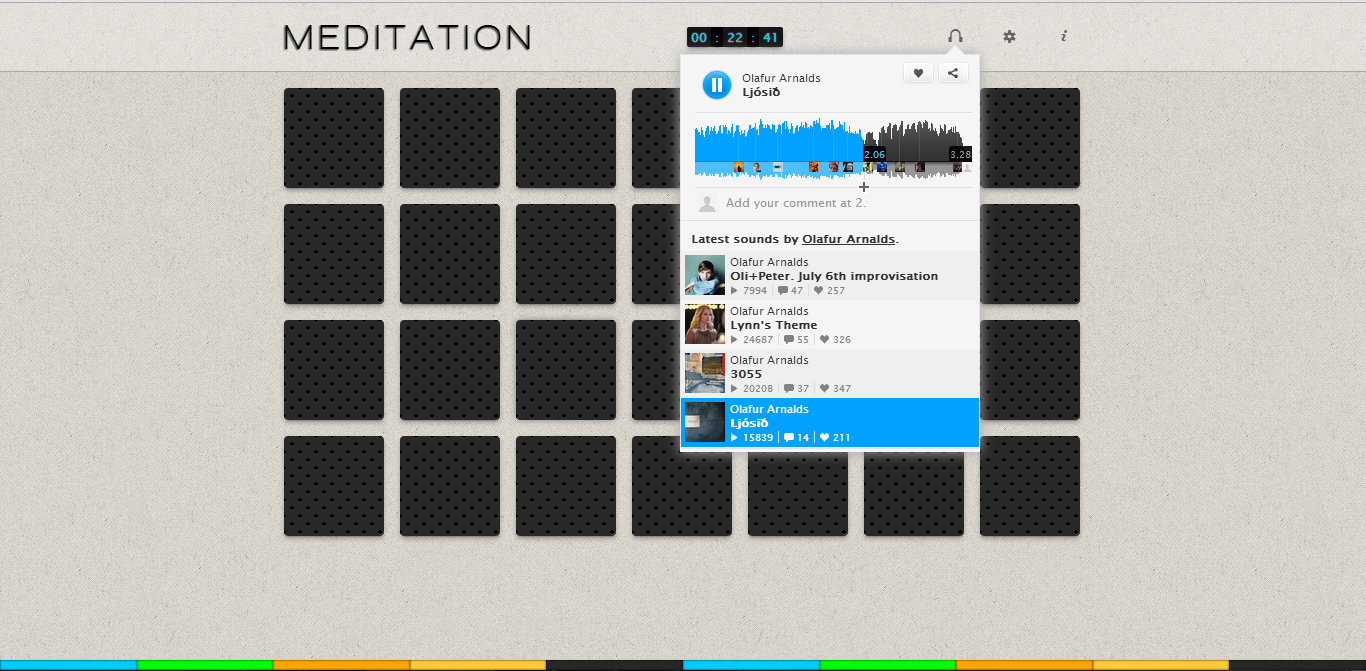 MEDITATION
00 : 22 : 41
i
Olafur Arnalds
Ljósið
2.06
3.28
Add your comment at 2.
Latest sounds by Olafur Arnalds.
Olafur Arnalds
Oli+Peter. July 6th improvisation
7994 47 257
Olafur Arnalds
Lynn's Theme
24687 55 326
Olafur Arnalds
3055
20208 37 347
Olafur Arnalds
Ljósið
15839 14 211